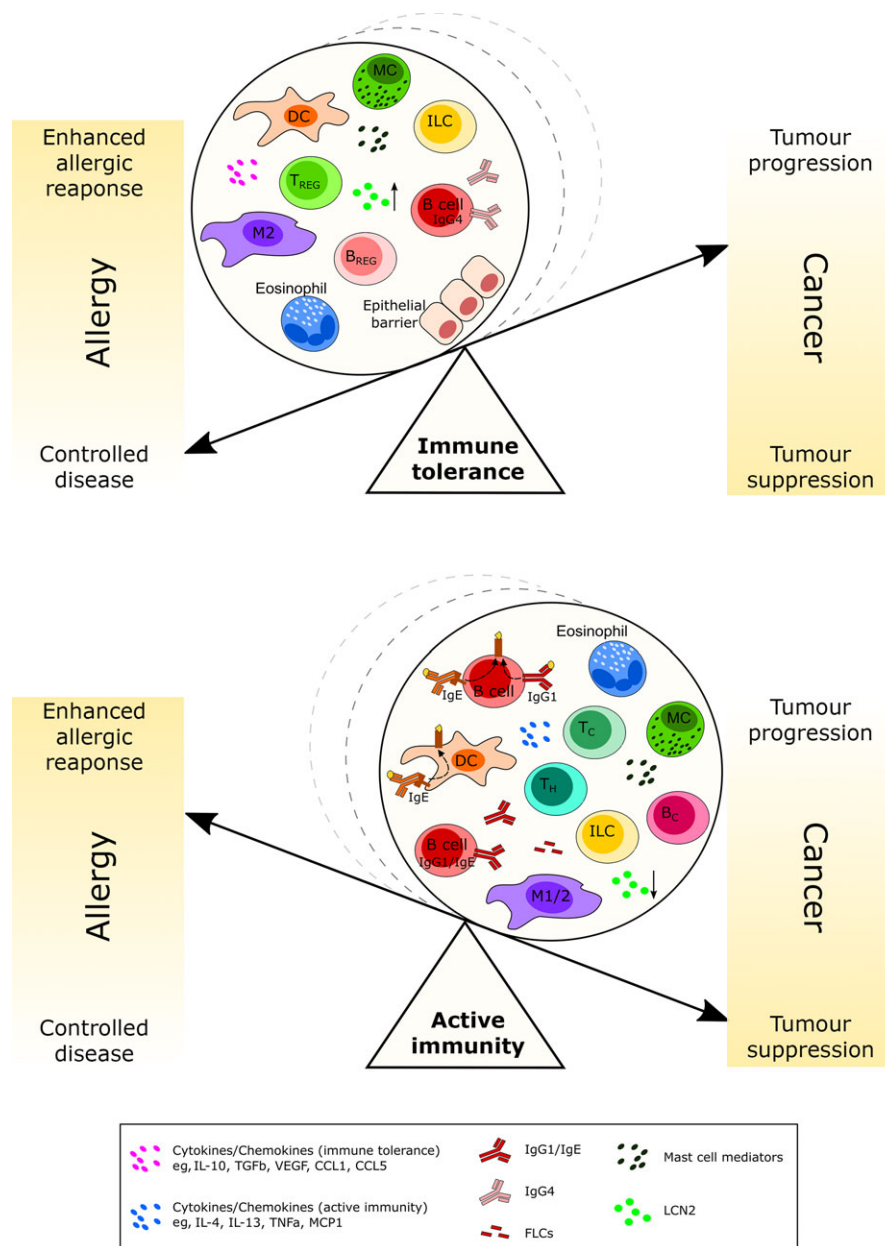 MC
DC
ILC
Enhanced
allergic
reaponse
Tumour
progression
TREG
B cell
IgG4
M2
BREG
Allergy
Cancer
Eosinophil
Epithelial
barrier
Controlled
disease
Immune
tolerance
Tumour
suppression
Eosinophil
B cell
IgE
IgG1
Enhanced
allergic
response
Tumour
progression
TC
MC
DC
IgE
TH
BC
ILC
B cell
IgG1/IgE
M1/2
Allergy
Cancer
Controlled
disease
Active
immunity
Tumour
suppression
Cytokines/Chemokines (immune tolerance)
eg, IL-10, TGFb, VEGF, CCL1, CCL5
IgG1/IgE
Mast cell mediators
IgG4
Cytokines/Chemokines (active immunity)
eg, IL-4, IL-13, TNFa, MCP1
LCN2
FLCs